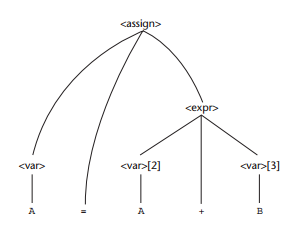 <assign>
<expr>
<var> <var>[2] <var>[3]
A = A + B